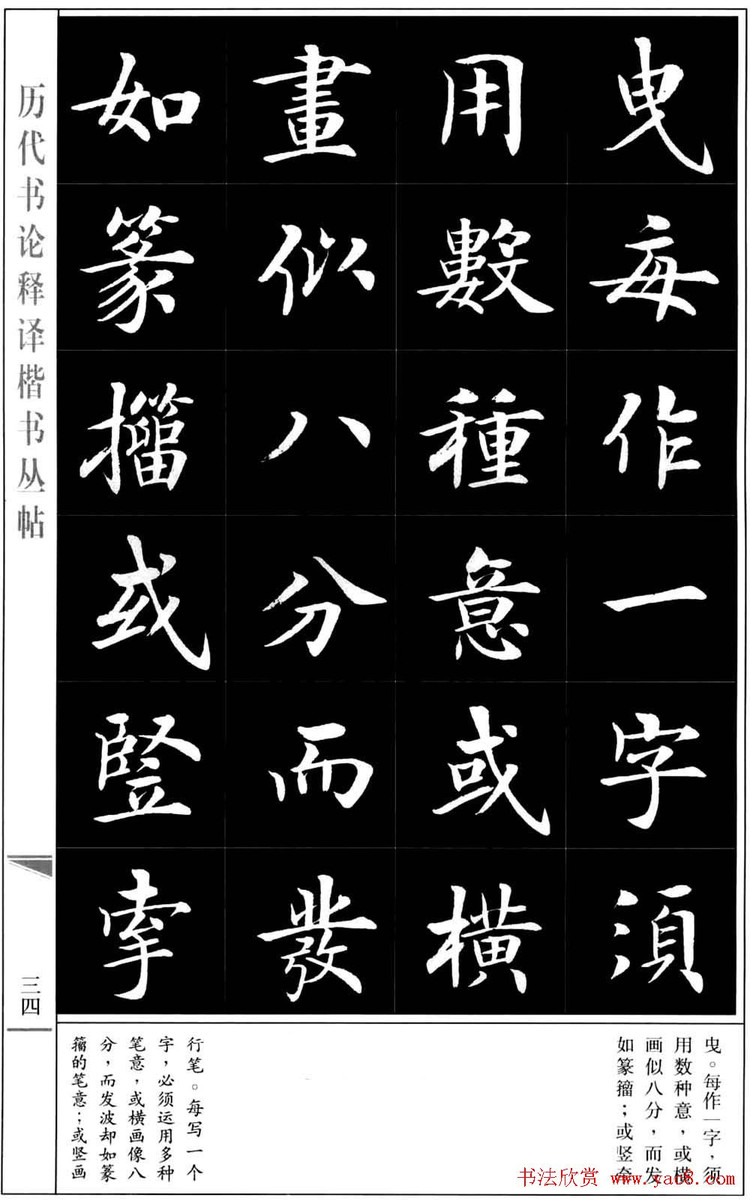 曳每作一字須
用數種意或橫
畫似八分而發
如篆籀或豎牽
曳。每作一字，须
用数种意，或横
画似八分，而发
如篆籀；或竖牵
行笔。每写一个
字，必须运用多种
笔意，或横画像八
分，而发波却如篆
籀的笔意；或竖画
历代书论释译楷书丛帖
三四
书法欣赏 www.yac8.com